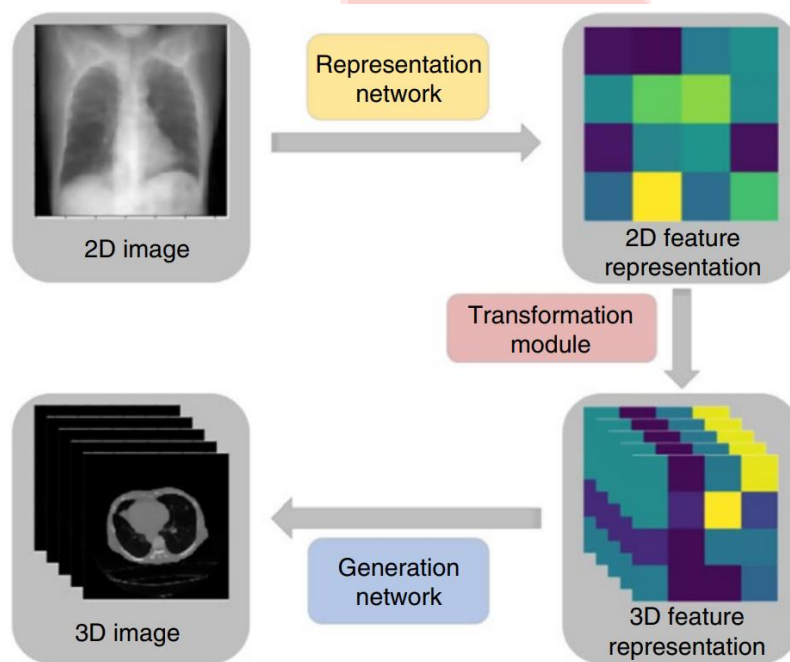 Representation
network
2D image
2D feature
representation
Transformation
module
3D image
Generation
network
3D feature
representation